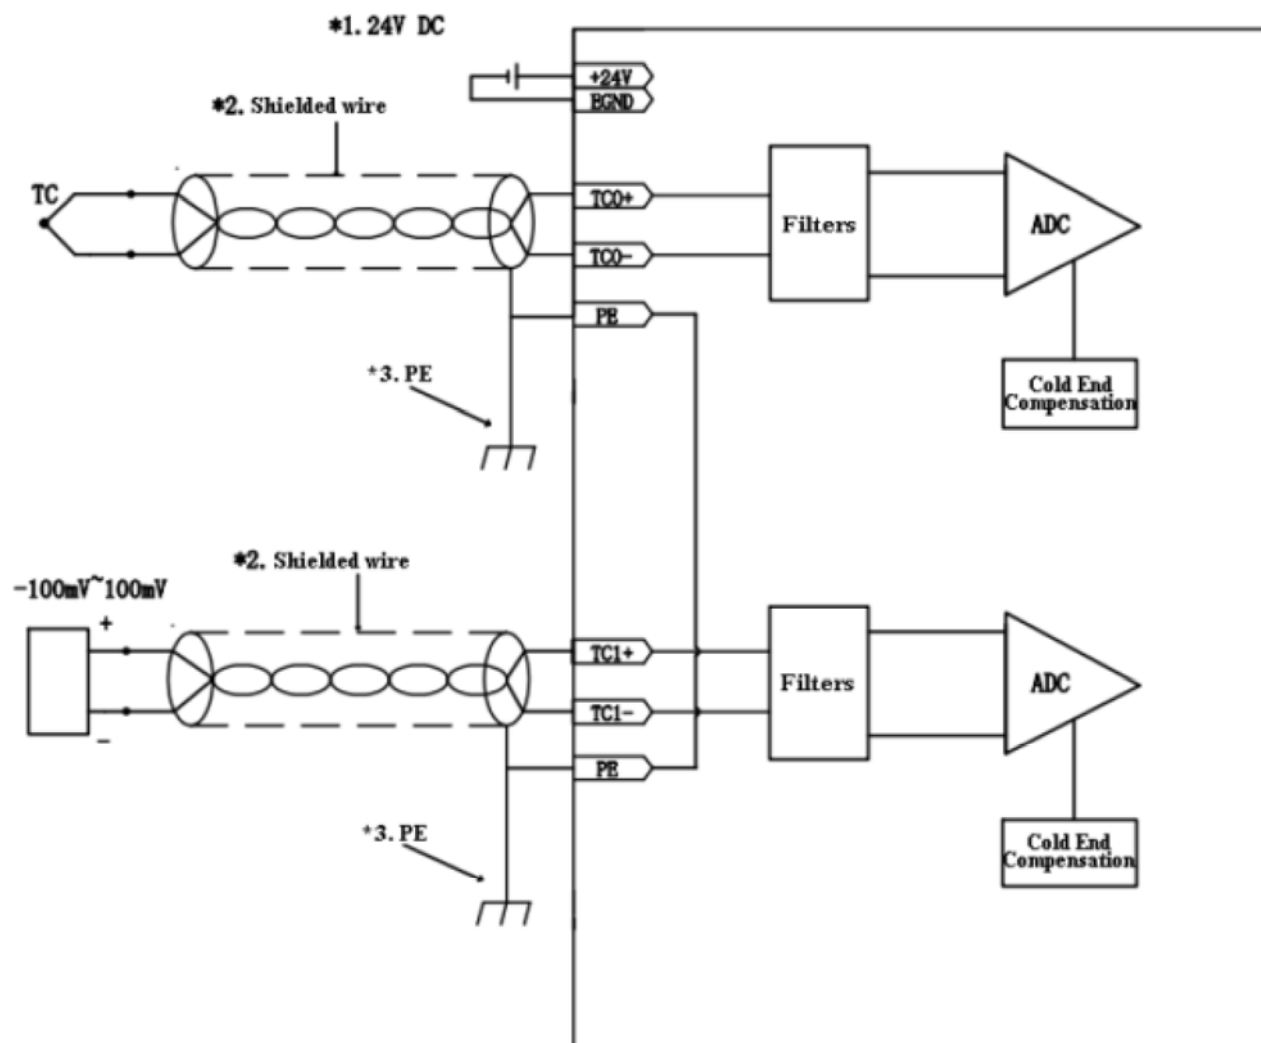 *1. 24V DC
+24V
EGND
*2. Shielded wire
TC
TC0+
TC0-
Filters
ADC
PE
*3. PE
Cold End
Compensation
*2. Shielded wire
-100mV~100mV
+
-
TC1+
TC1-
Filters
ADC
PE
*3. PE
Cold End
Compensation